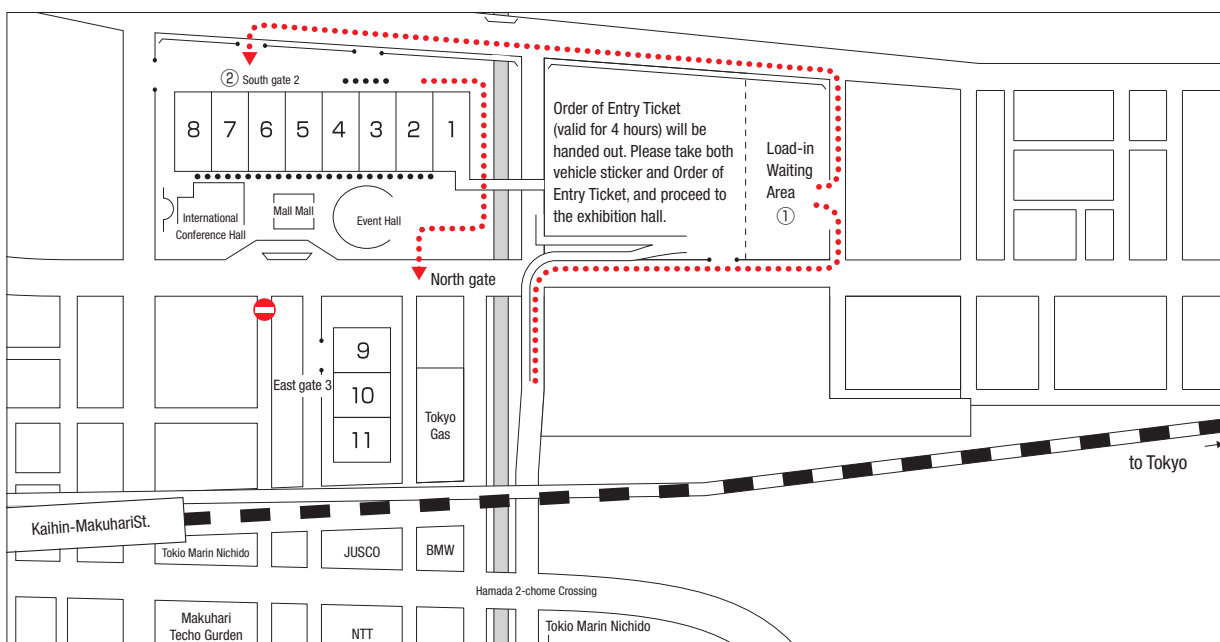 ② South gate 2
8 7 6 5 4 3 2 1
Order of Entry Ticket
(valid for 4 hours) will be
handed out. Please take both
vehicle sticker and Order of
Entry Ticket, and proceed to
the exhibition hall.
Load-in
Waiting
Area
①
International
Conference Hall
Mall Mall
Event Hall
North gate
East gate 3
9
10
11
Tokyo
Gas
to Tokyo
Kaihin-MakuhariSt.
Tokio Marin Nichido
JUSCO
BMW
Hamada 2-chome Crossing
Makuhari
Techo Gurden
NTT
Tokio Marin Nichido